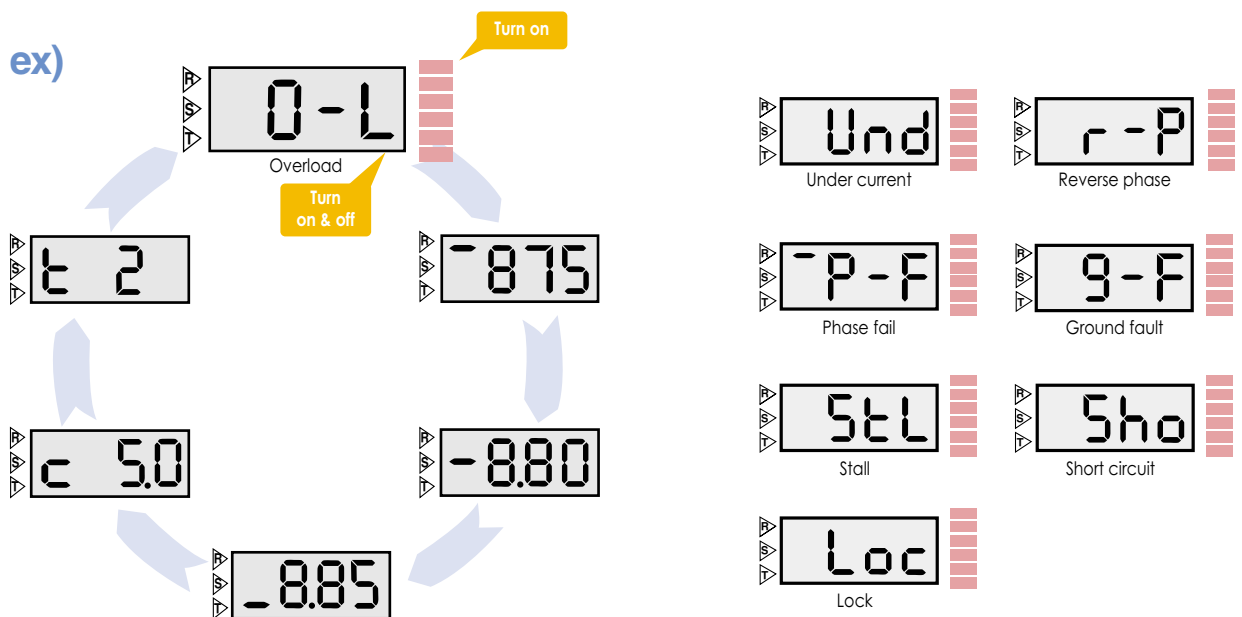 ex)
Turn on
R
S
T
0-L
Overload
Turn
on & off
R
S
T
¯875
R
S
T
-8.80
R
S
T
_8.85
R
S
T
c 5.0
R
S
T
t 2
R
S
T
Und
Under current
R
S
T
r-P
Reverse phase
R
S
T
¯P-F
Phase fail
R
S
T
g-F
Ground fault
R
S
T
StL
Stall
R
S
T
Sho
Short circuit
R
S
T
Loc
Lock